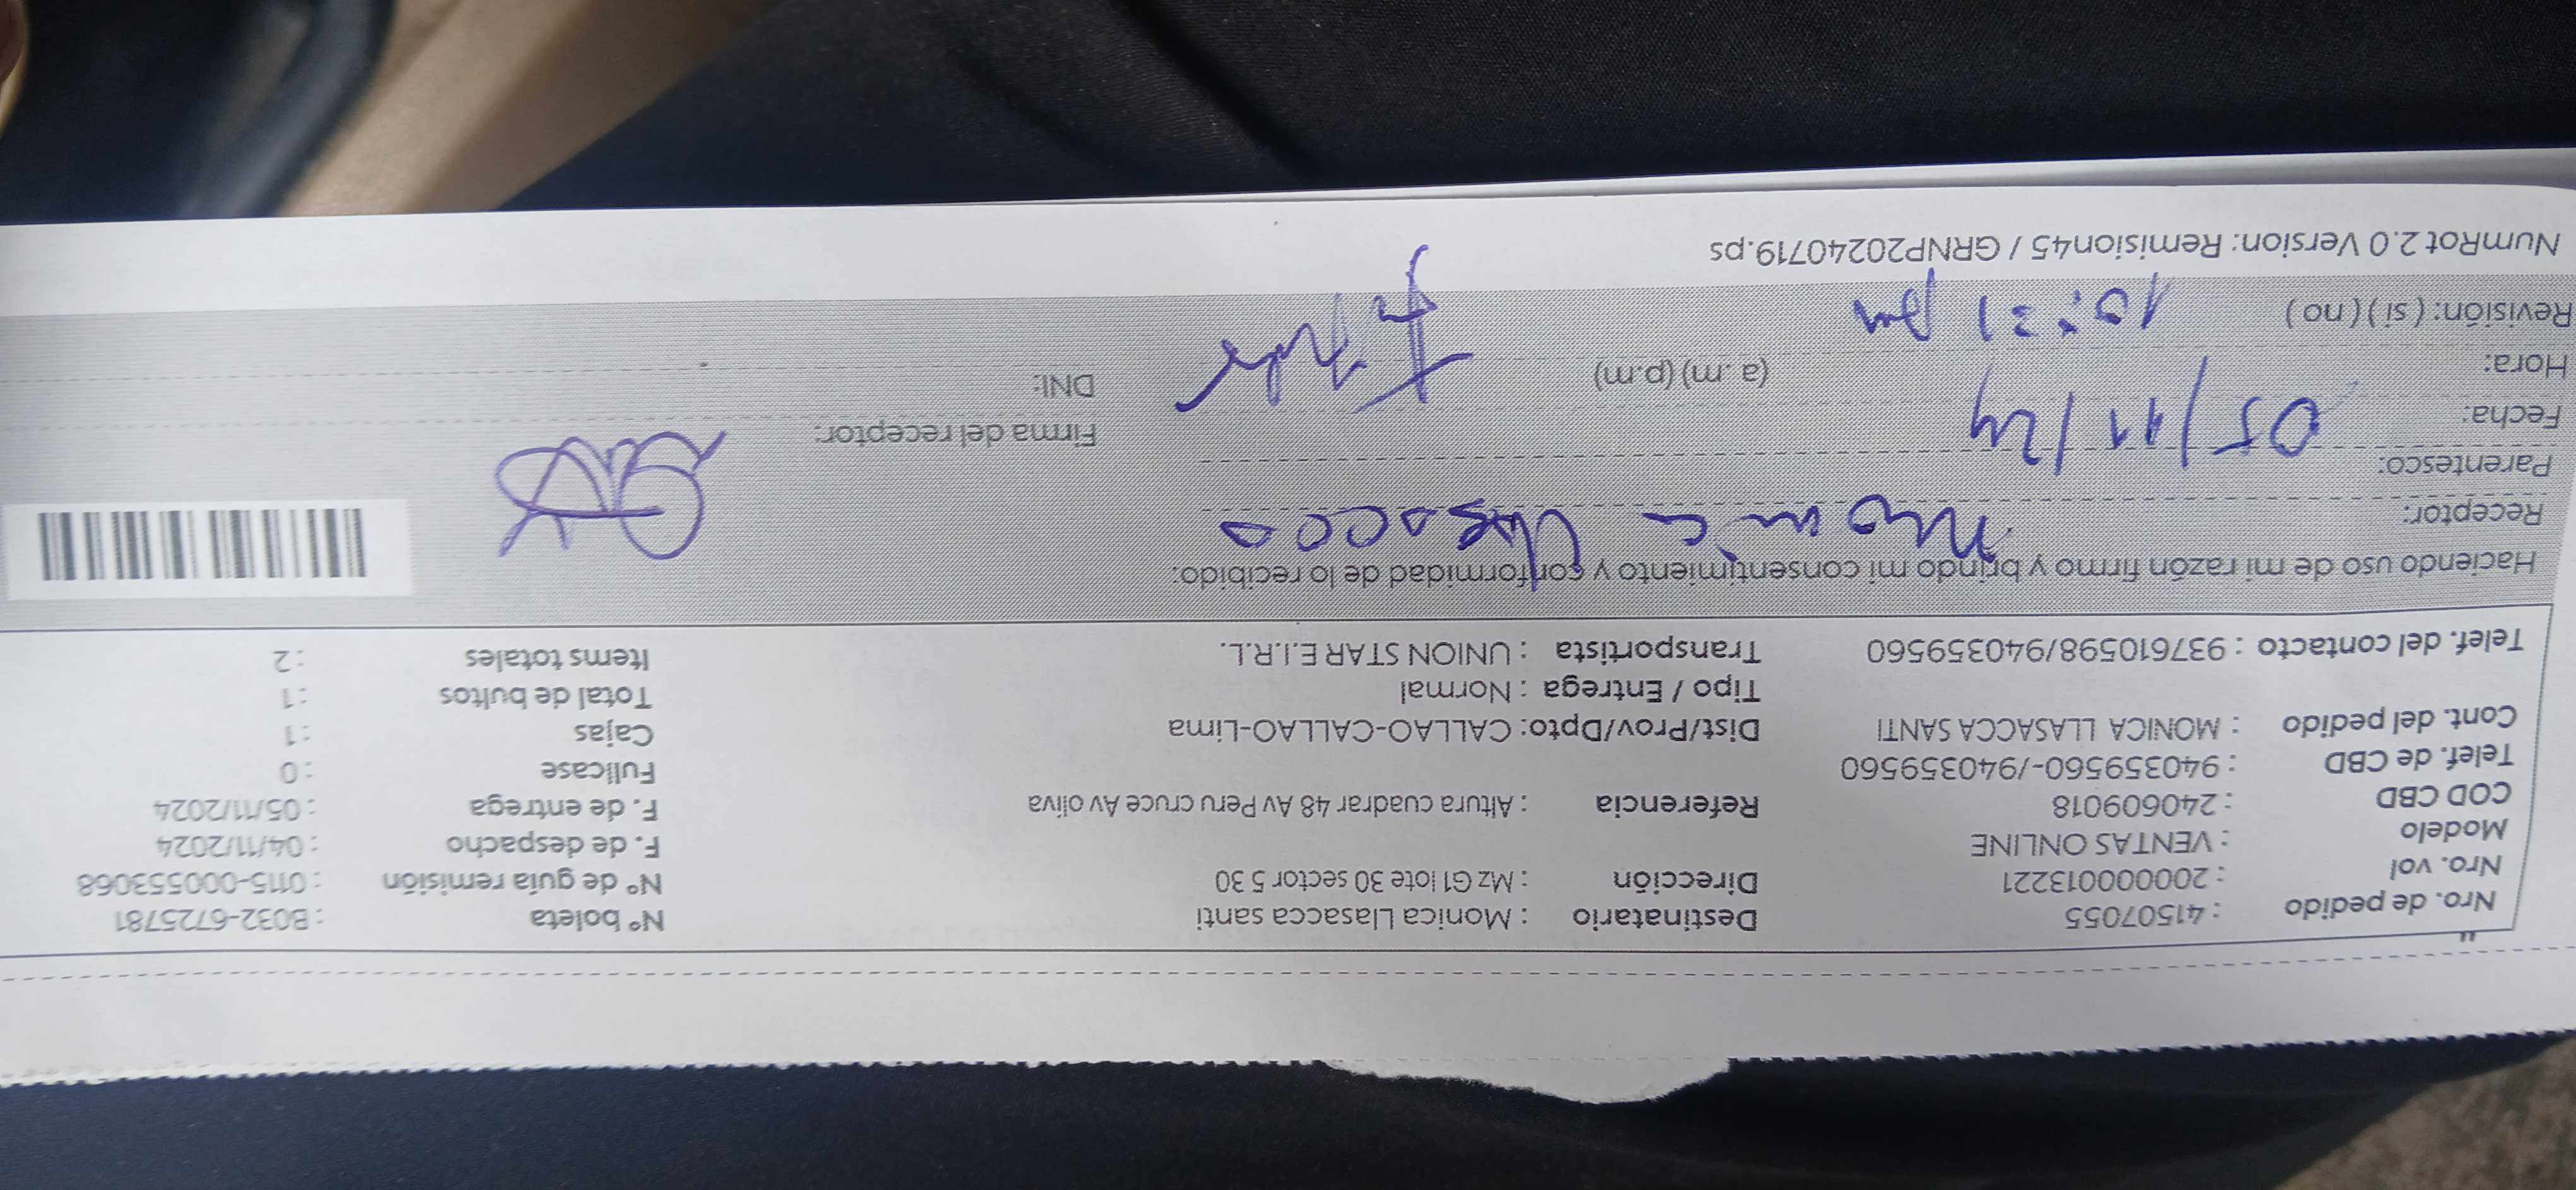 Nro. de pedido : 41507055 Destinatario : Monica Llasacca santi N° boleta : B032-6725781
Nro. vol : 20000013221 Dirección : Mz G1 lote 30 sector 5 30 N° de guía remisión : 0115-000553068
Modelo : VENTAS ONLINE F. de despacho : 04/11/2024
COD CBD : 240609018 Referencia : Altura cuadrar 48 Av Peru cruce Av oliva F. de entrega : 05/11/2024
Telef. de CBD : 940359560-/940359560 Fullcase : 0
Cont. del pedido : MONICA LLASACCA SANTI Dist/Prov/Dpto: CALLAO-CALLAO-Lima Cajas : 1
Tipo / Entrega : Normal Total de bultos : 1
Telef. del contacto : 937610598/940359560 Transportista : UNION STAR E.I.R.L. Items totales : 2
Haciendo uso de mi razón firmo y brindo mi consentimiento y conformidad de lo recibido:
Receptor: Monica
Parentesco:
Fecha: 05/11/24 Firma del receptor:
Hora: (a. m) (p.m) DNI:
Revisión: ( si ) ( no ) 10:31 pm
NumRot 2.0 Version: Remision45 / GRNP20240719.ps